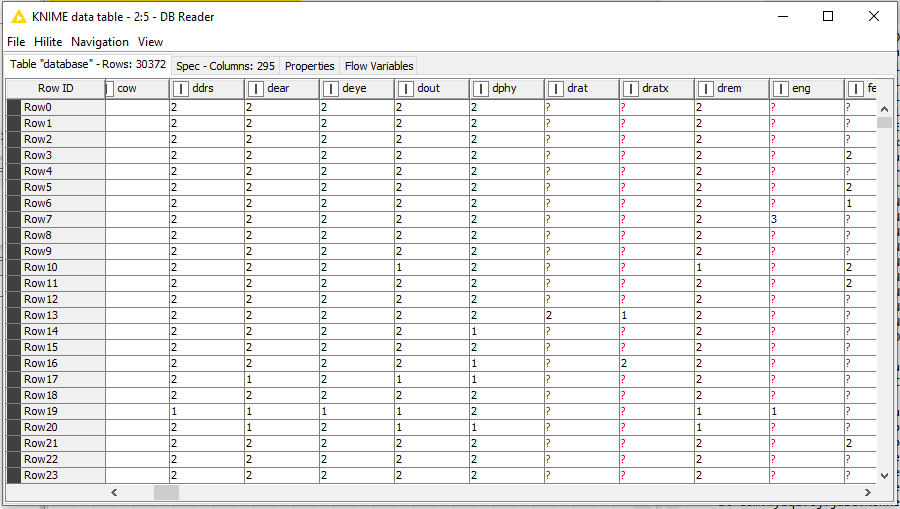 KNIME data table - 2:5 - DB Reader
File Hilite Navigation View
Table "database" - Rows: 30372 Spec - Columns: 295 Properties Flow Variables
Row ID I cow I ddrs I dear I deye I dout I dphy I drat I dratx I drem I eng I fe
Row0 2 2 2 2 2 ? ? 2 ? ?
Row1 2 2 2 2 2 ? ? 2 ? ?
Row2 2 2 2 2 2 ? ? 2 ? ?
Row3 2 2 2 2 2 ? ? 2 ? 2
Row4 2 2 2 2 2 ? ? 2 ? ?
Row5 2 2 2 2 2 ? ? 2 ? 2
Row6 2 2 2 2 2 ? ? 2 ? 1
Row7 2 2 2 2 2 ? ? 2 3 ?
Row8 2 2 2 2 2 ? ? 2 ? ?
Row9 2 2 2 2 2 ? ? 2 ? ?
Row10 2 2 2 1 2 ? ? 1 ? 2
Row11 2 2 2 2 2 ? ? 2 ? 2
Row12 2 2 2 2 2 ? ? 2 ? ?
Row13 2 2 2 2 2 2 1 2 ? ?
Row14 2 2 2 2 1 ? ? 2 ? ?
Row15 2 2 2 2 2 ? ? 2 ? ?
Row16 2 2 2 2 1 ? 2 2 ? ?
Row17 2 1 2 1 1 ? ? 2 ? ?
Row18 2 2 2 2 2 ? ? 2 ? ?
Row19 1 1 1 1 2 ? ? 1 1 ?
Row20 2 1 2 1 1 ? ? 1 ? ?
Row21 2 2 2 2 2 ? ? 2 ? 2
Row22 2 2 2 2 2 ? ? 2 ? ?
Row23 2 2 2 2 2 ? ? 2 ? ?